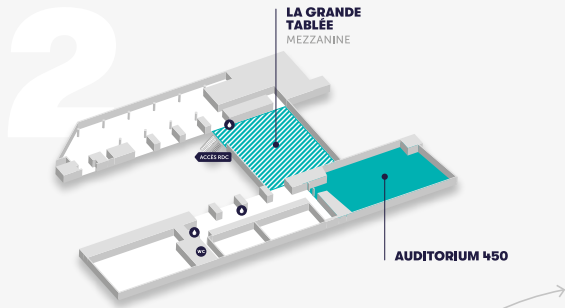 2
LA GRANDE
TABLÉE
MEZZANINE
ACCÈS RDC
WC
AUDITORIUM 450